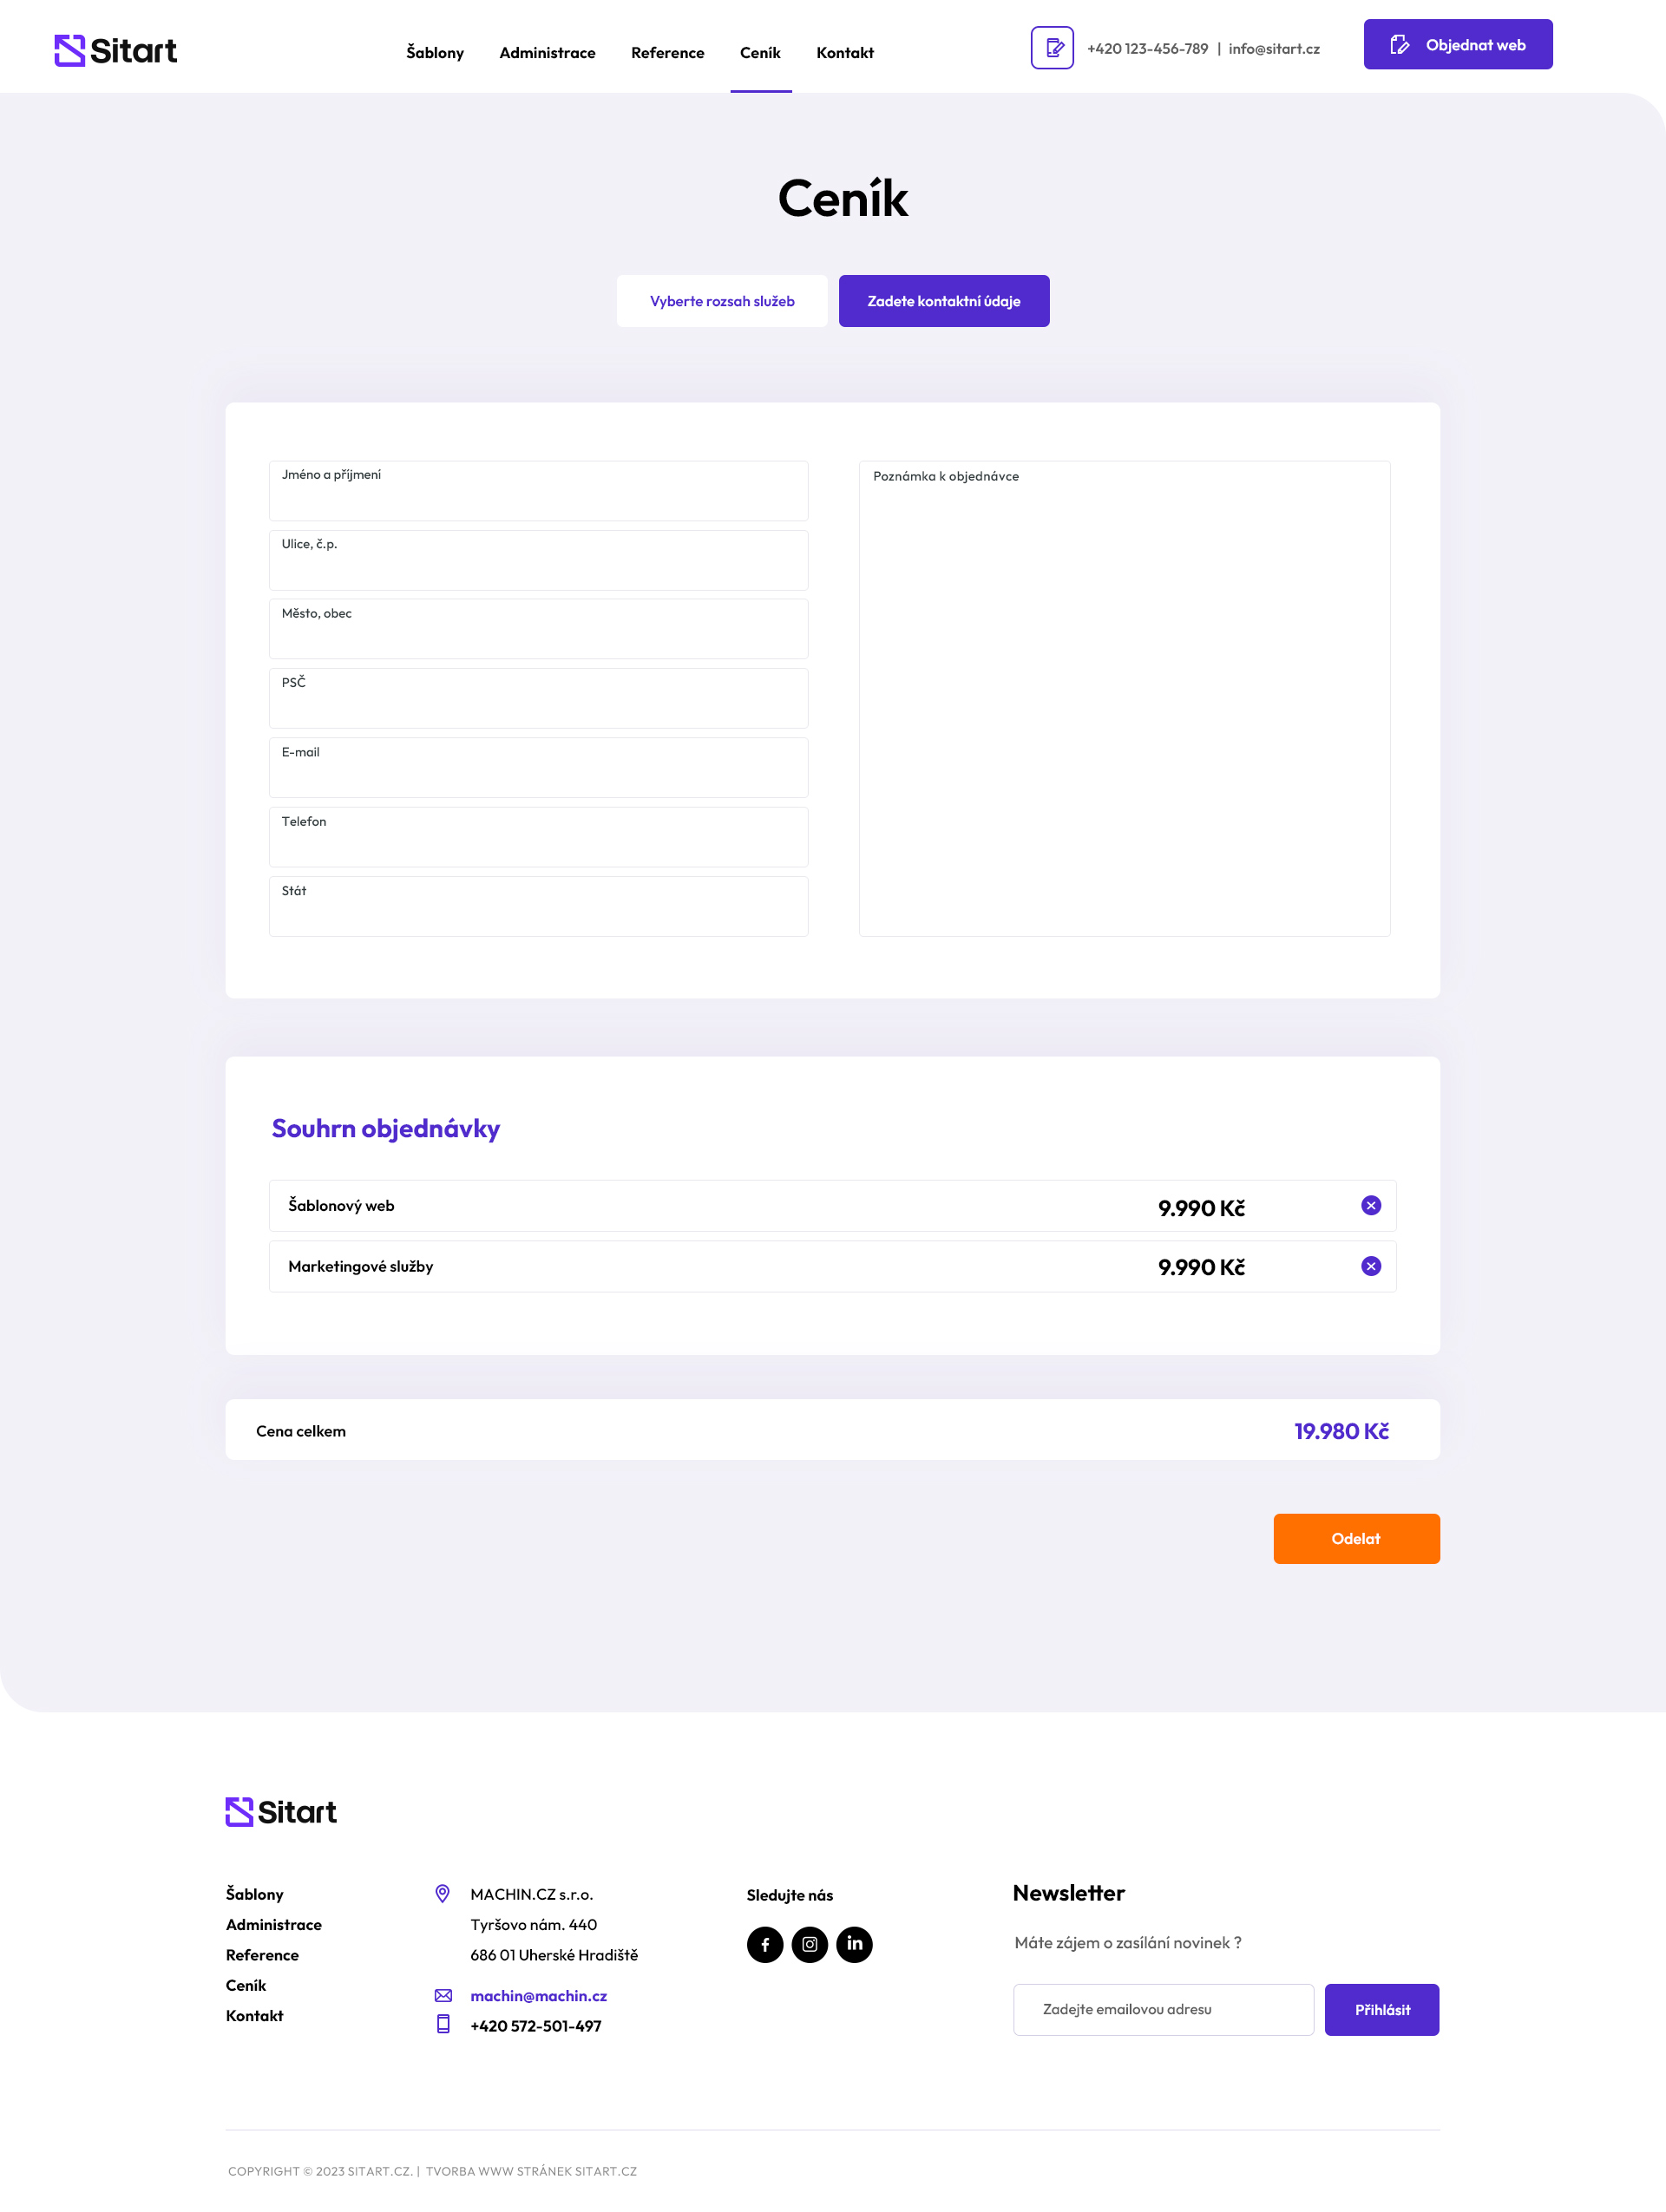 Sitart
Šablony Administrace Reference Ceník Kontakt
+420 123-456-789 | info@sitart.cz
Objednat web
Ceník
Vyberte rozsah služeb
Zadete kontaktní údaje
Jméno a příjmení
Ulice, č.p.
Město, obec
PSČ
E-mail
Telefon
Stát
Poznámka k objednávce
Souhrn objednávky
Šablonový web 9.990 Kč
Marketingové služby 9.990 Kč
Cena celkem 19.980 Kč
Odelat
Sitart
Šablony
Administrace
Reference
Ceník
Kontakt
MACHIN.CZ s.r.o.
Tyršovo nám. 440
686 01 Uherské Hradiště
machin@machin.cz
+420 572-501-497
Sledujte nás
Newsletter
Máte zájem o zasílání novinek ?
Zadejte emailovou adresu
Přihlásit
COPYRIGHT © 2023 SITART.CZ. | TVORBA WWW STRÁNEK SITART.CZ